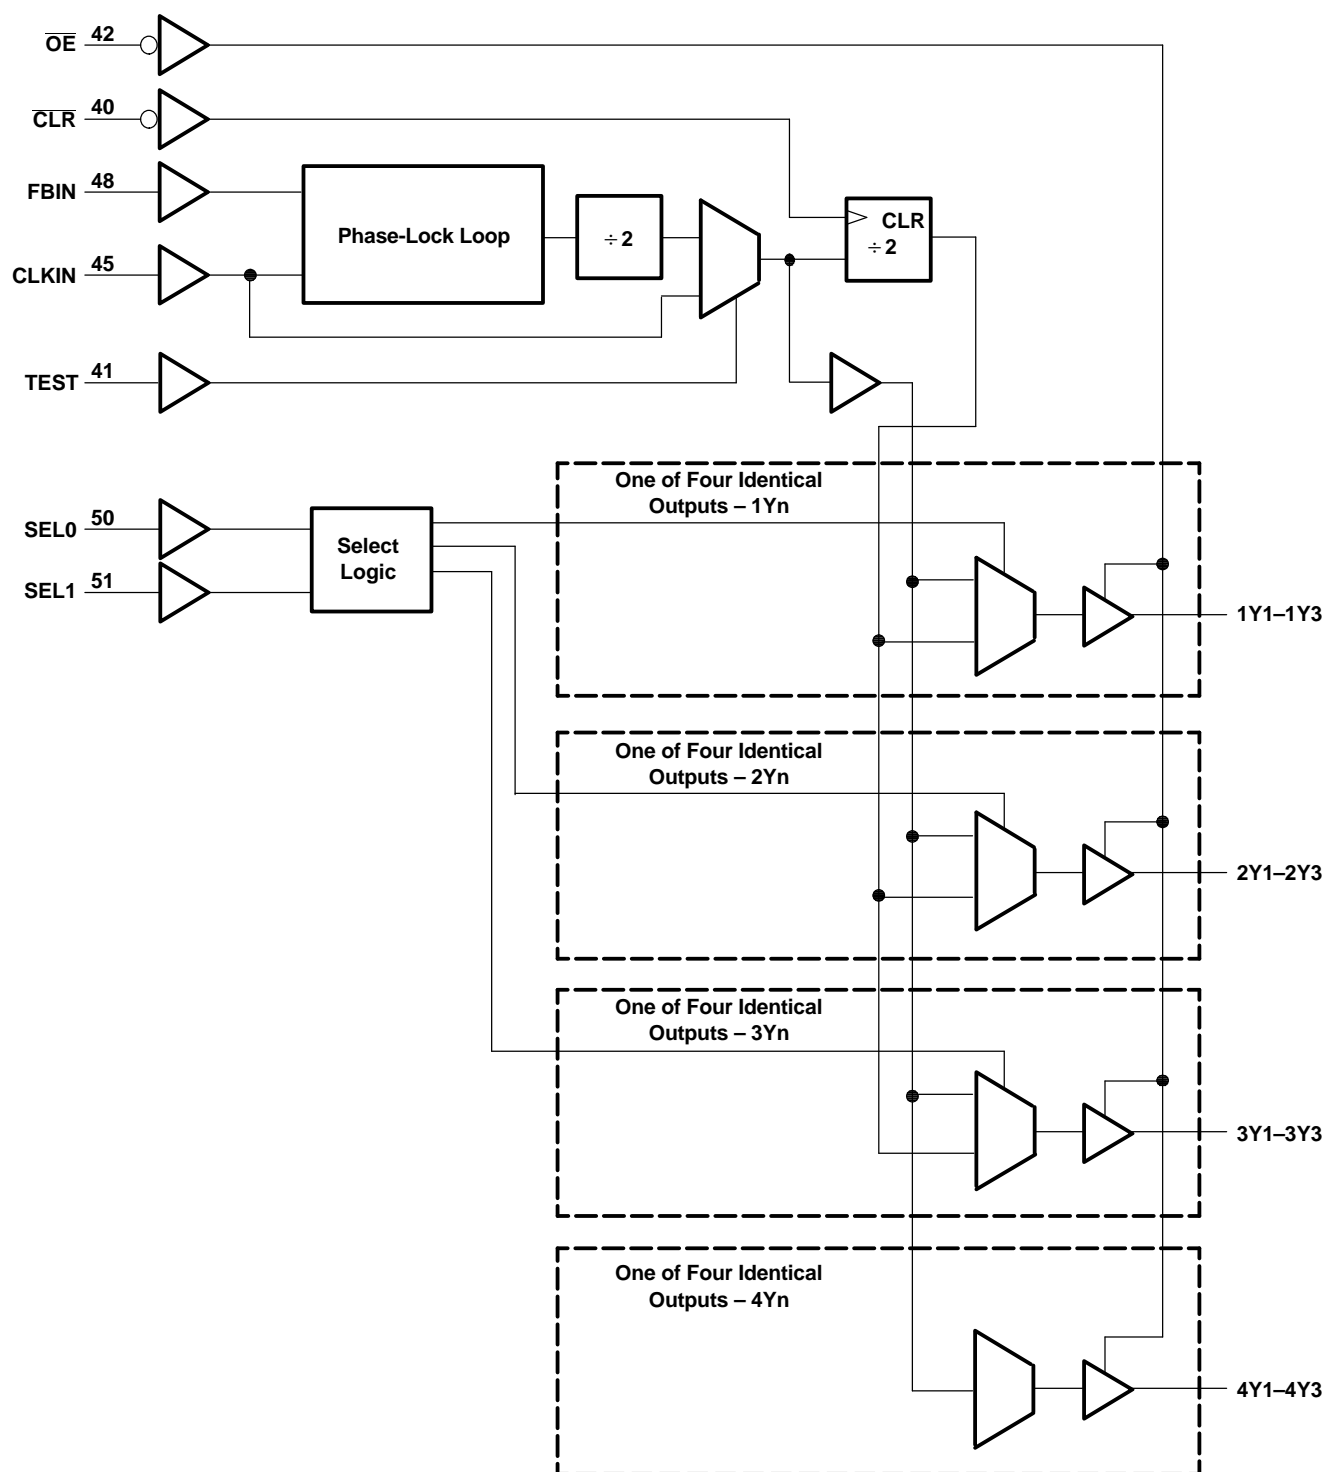 OE 42
CLR 40
FBIN 48
CLKIN 45
TEST 41
Phase-Lock Loop
÷ 2
CLR
÷ 2
SEL0 50
SEL1 51
Select
Logic
One of Four Identical
Outputs – 1Yn
1Y1–1Y3
One of Four Identical
Outputs – 2Yn
2Y1–2Y3
One of Four Identical
Outputs – 3Yn
3Y1–3Y3
One of Four Identical
Outputs – 4Yn
4Y1–4Y3